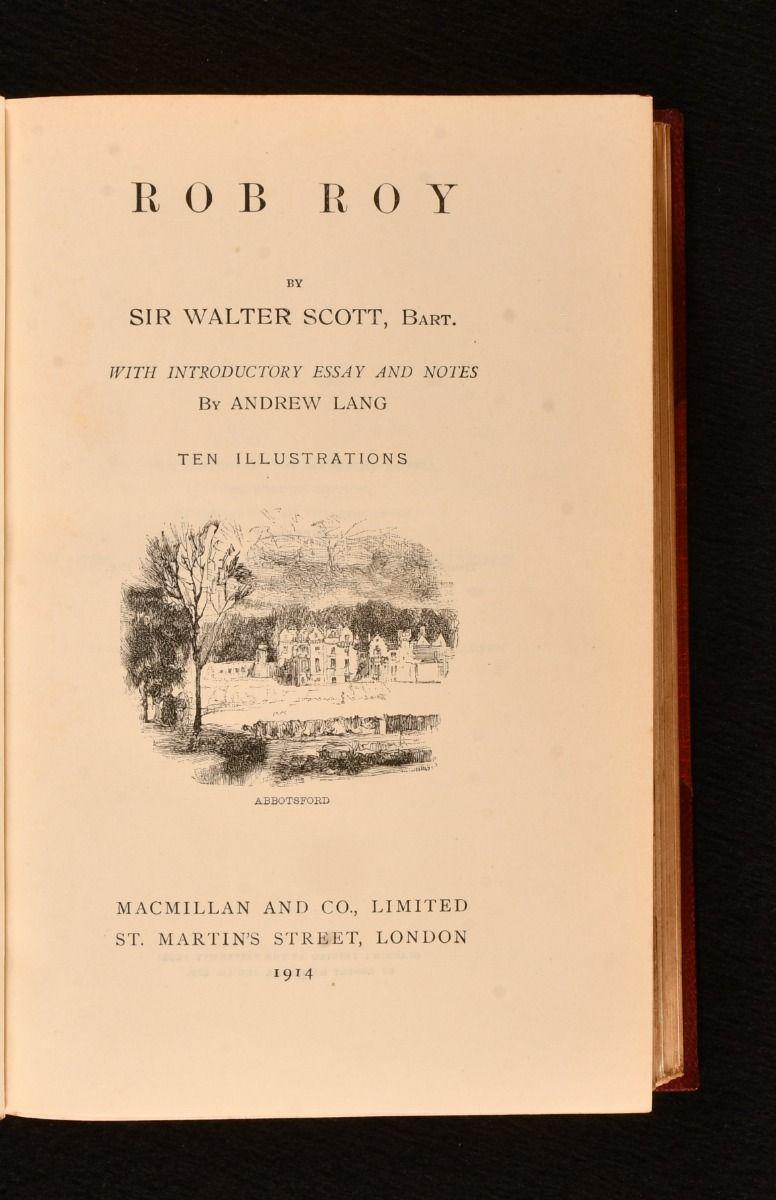 ROB ROY
BY
SIR WALTER SCOTT, BART.
WITH INTRODUCTORY ESSAY AND NOTES
BY ANDREW LANG
TEN ILLUSTRATIONS
ABBOTSFORD
MACMILLAN AND CO., LIMITED
ST. MARTIN'S STREET, LONDON
1914